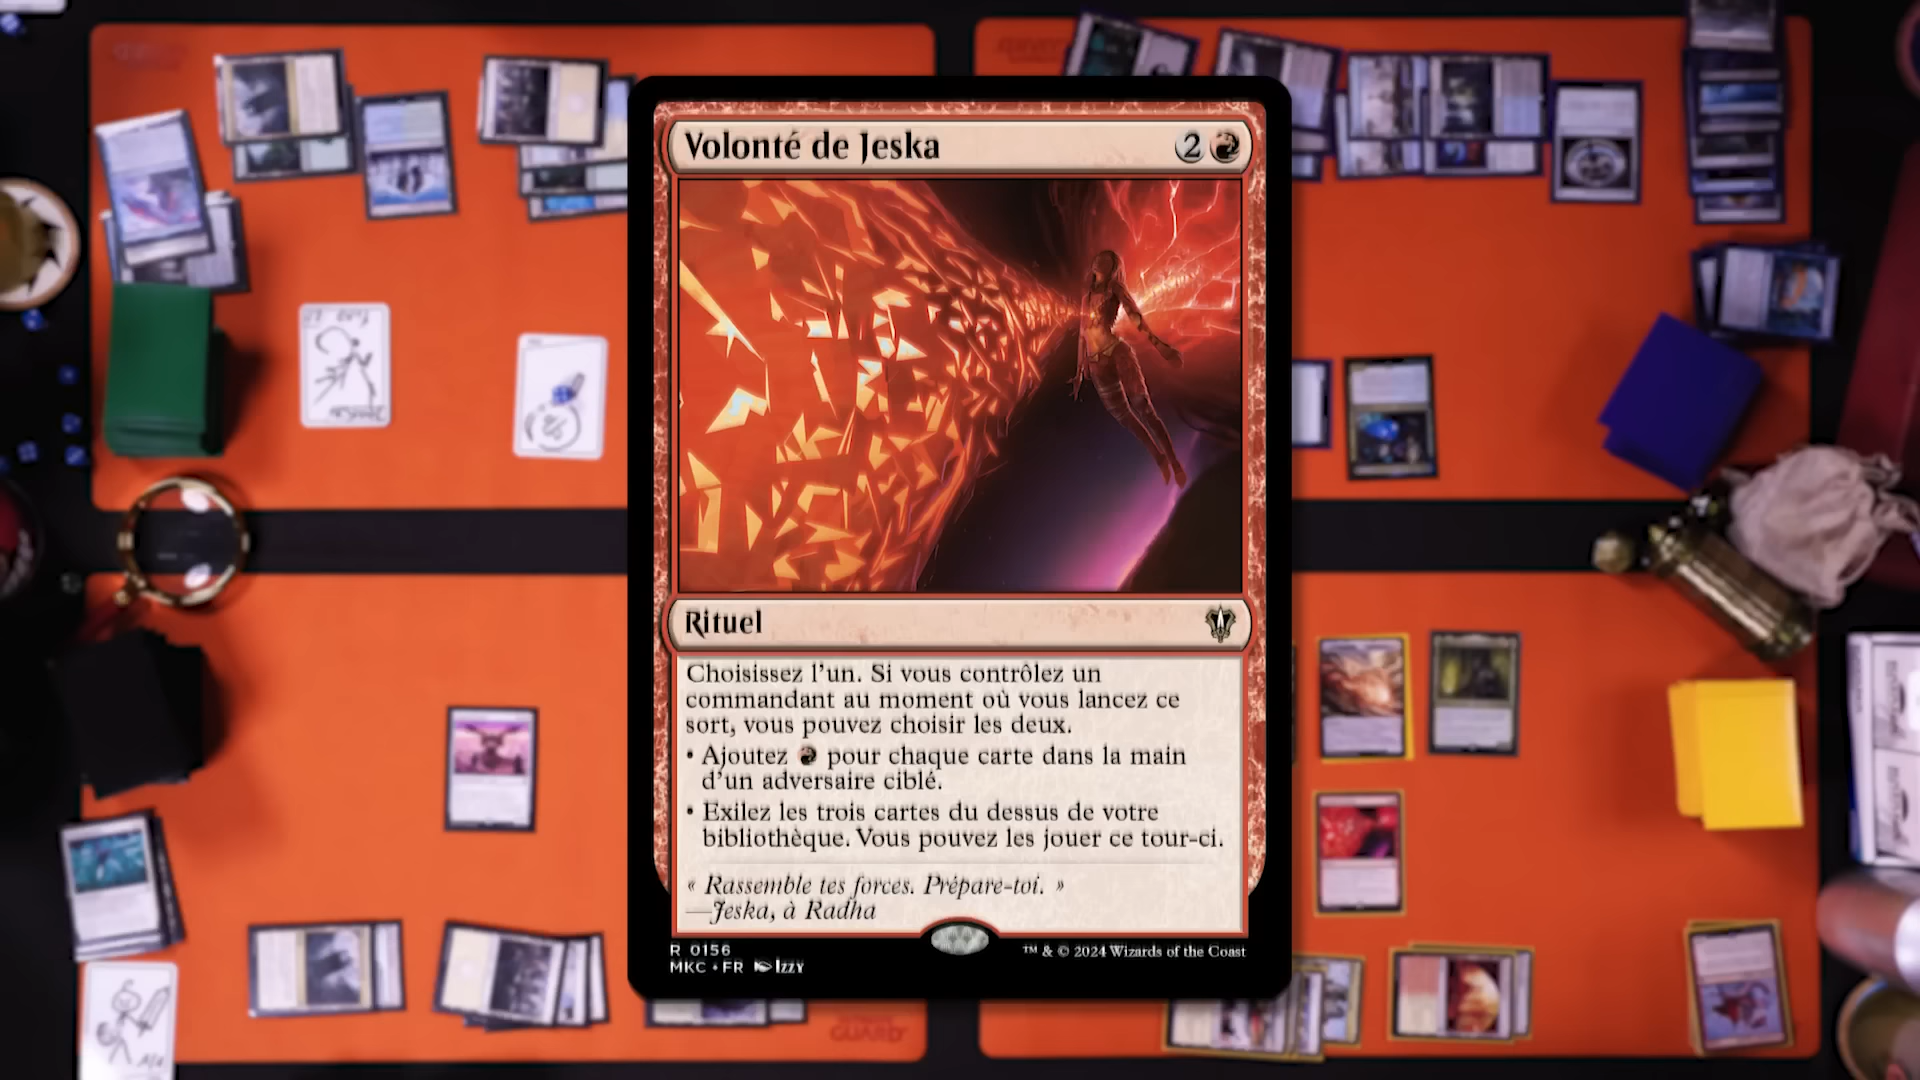 Volonté de Jeska
2
Rituel
Choisissez l'un. Si vous contrôlez un
commandant au moment où vous lancez ce
sort, vous pouvez choisir les deux.
• Ajoutez pour chaque carte dans la main
d'un adversaire ciblé.
• Exilez les trois cartes du dessus de votre
bibliothèque. Vous pouvez les jouer ce tour-ci.
« Rassemble tes forces. Prépare-toi. »
—Jeska, à Radha
R 0156
MKC • FR Izzy
™ & © 2024 Wizards of the Coast
GUARD